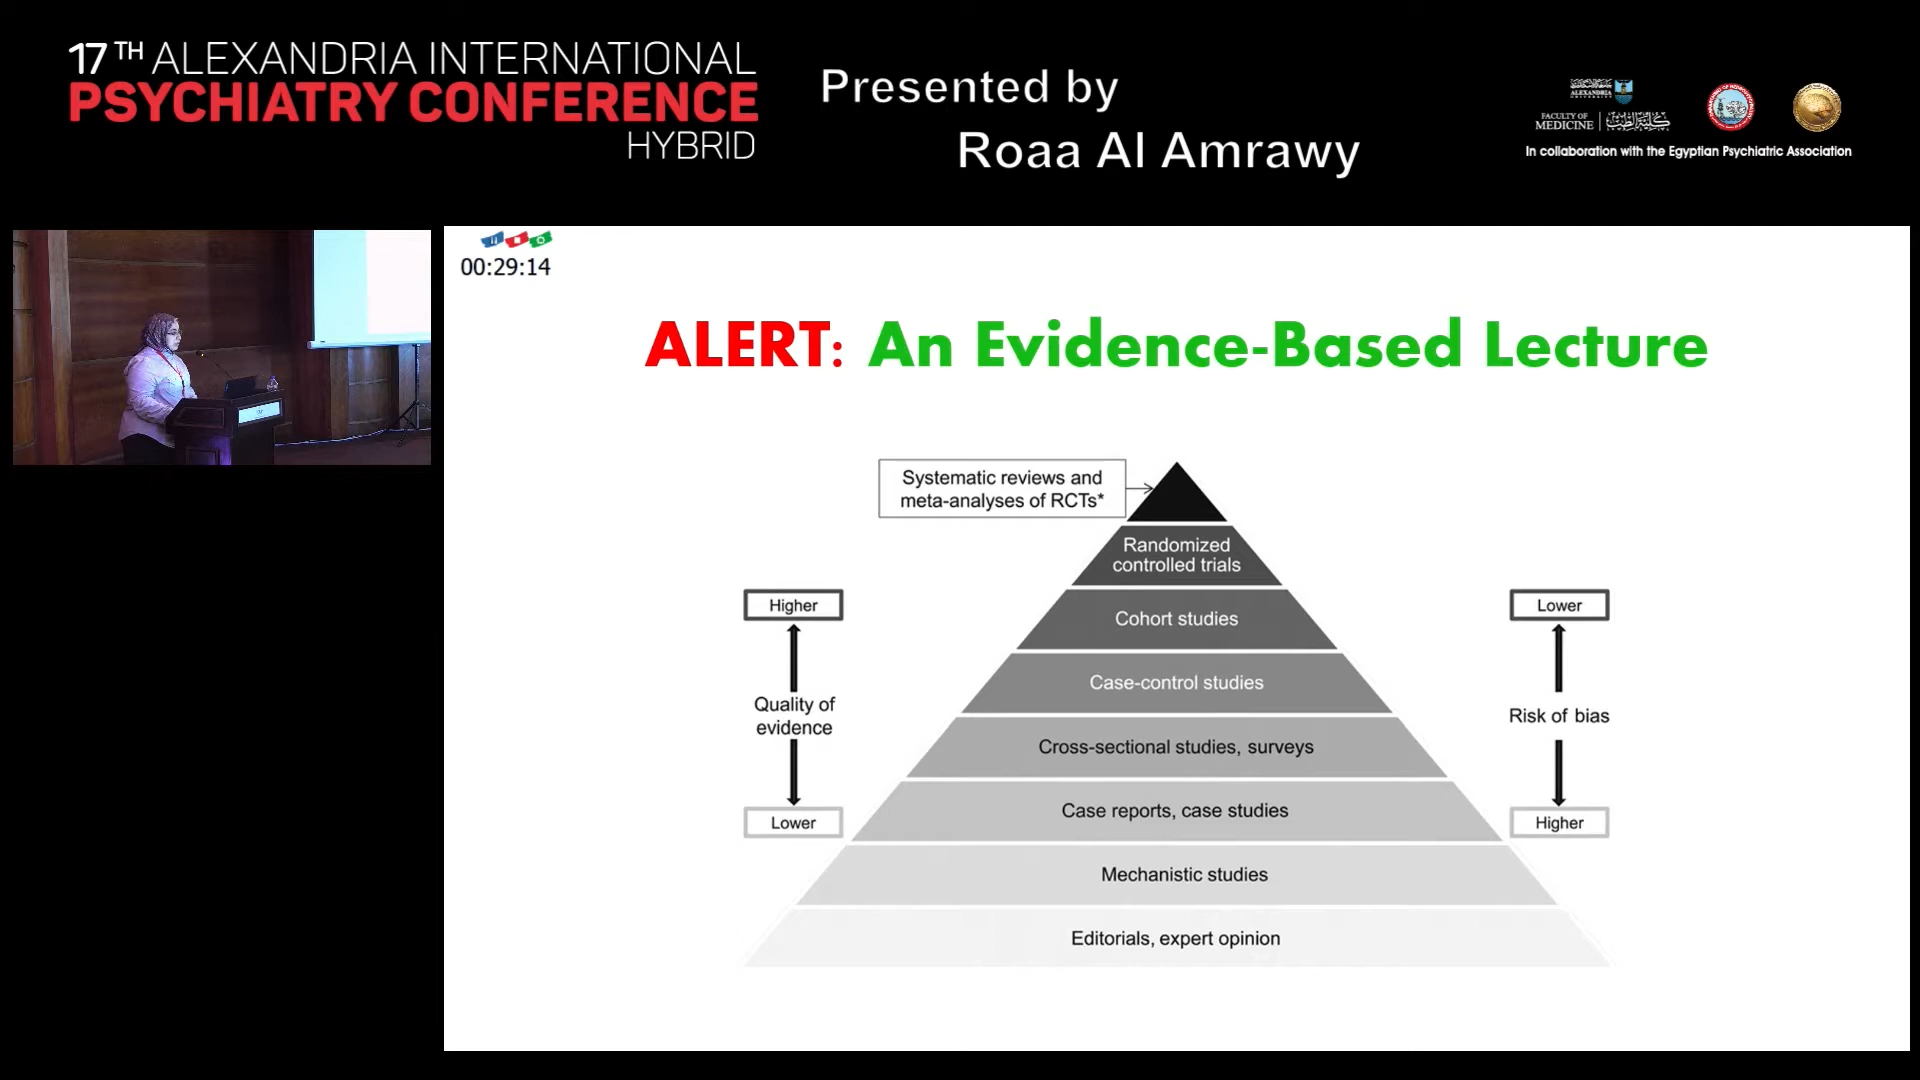 17TH ALEXANDRIA INTERNATIONAL
PSYCHIATRY CONFERENCE
HYBRID
Presented by
Roaa Al Amrawy
ALEXANDRIA
FACULTY OF
MEDICINE
كلية الطب
In collaboration with the Egyptian Psychiatric Association
00:29:14
ALERT: An Evidence-Based Lecture
Systematic reviews and
meta-analyses of RCTs*
Randomized
controlled trials
Cohort studies
Case-control studies
Cross-sectional studies, surveys
Case reports, case studies
Mechanistic studies
Editorials, expert opinion
Higher
Quality of
evidence
Lower
Lower
Risk of bias
Higher